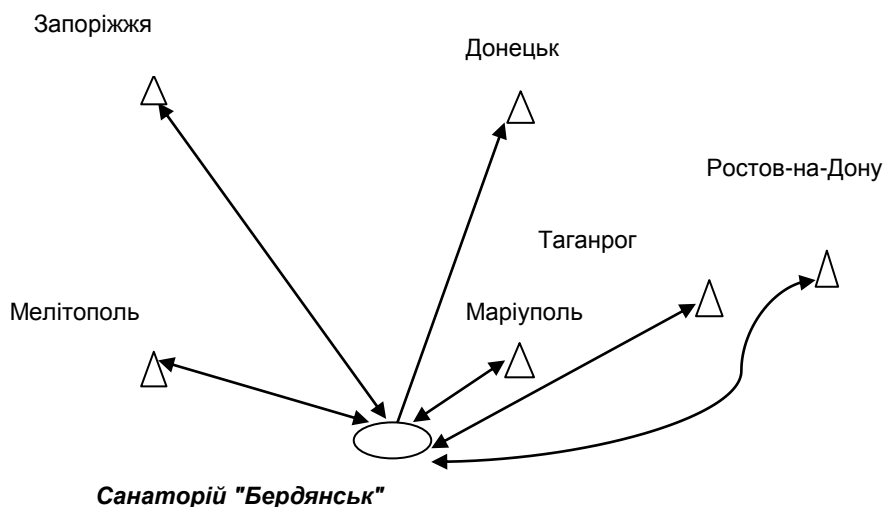 Запоріжжя
Донецьк
Ростов-на-Дону
Таганрог
Мелітополь
Маріуполь
Санаторій "Бердянськ"